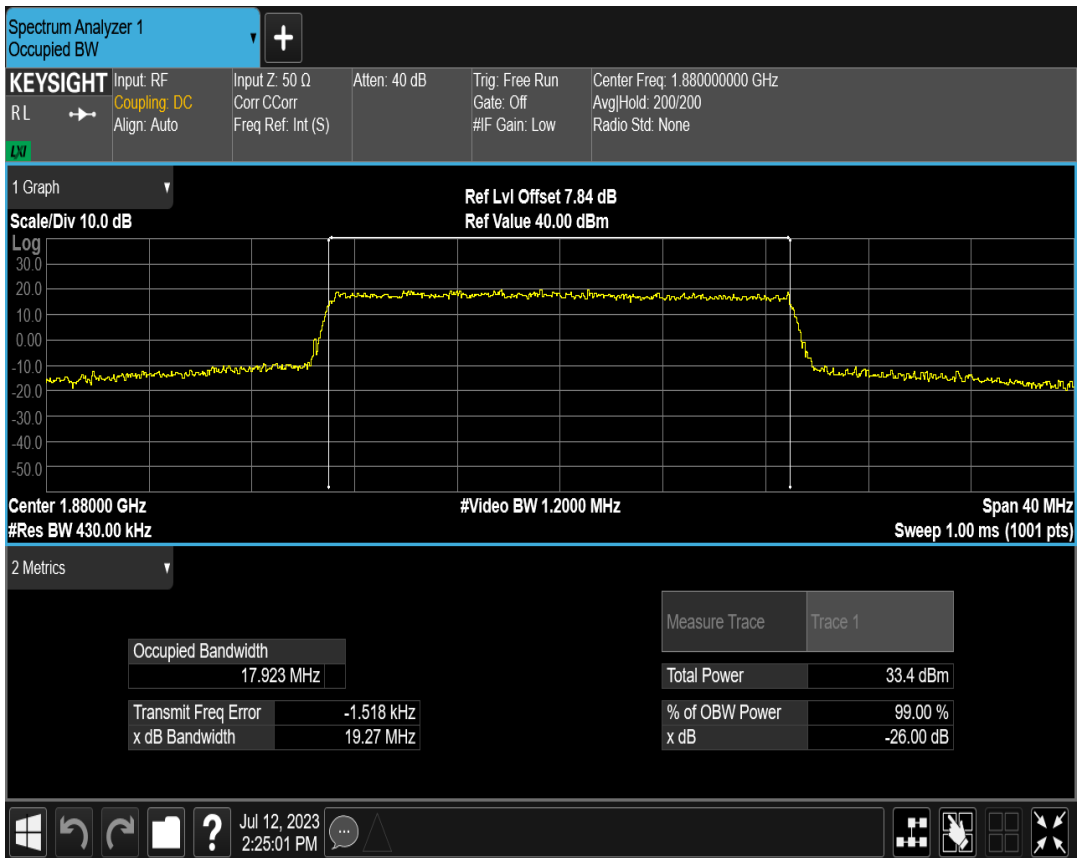 Spectrum Analyzer 1
Occupied BW
KEYSIGHT
RL
LXI
Input: RF
Coupling: DC
Align: Auto
Input Z: 50 Ω
Corr CCorr
Freq Ref: Int (S)
Atten: 40 dB
Trig: Free Run
Gate: Off
#IF Gain: Low
Center Freq: 1.880000000 GHz
Avg|Hold: 200/200
Radio Std: None
1 Graph
Scale/Div 10.0 dB
Ref Lvl Offset 7.84 dB
Ref Value 40.00 dBm
Log
30.0
20.0
10.0
0.00
-10.0
-20.0
-30.0
-40.0
-50.0
Center 1.88000 GHz
#Video BW 1.2000 MHz
Span 40 MHz
#Res BW 430.00 kHz
Sweep 1.00 ms (1001 pts)
2 Metrics
Measure Trace Trace 1
Occupied Bandwidth
17.923 MHz
Total Power 33.4 dBm
Transmit Freq Error -1.518 kHz
% of OBW Power 99.00 %
x dB Bandwidth 19.27 MHz
x dB -26.00 dB
?
Jul 12, 2023
2:25:01 PM